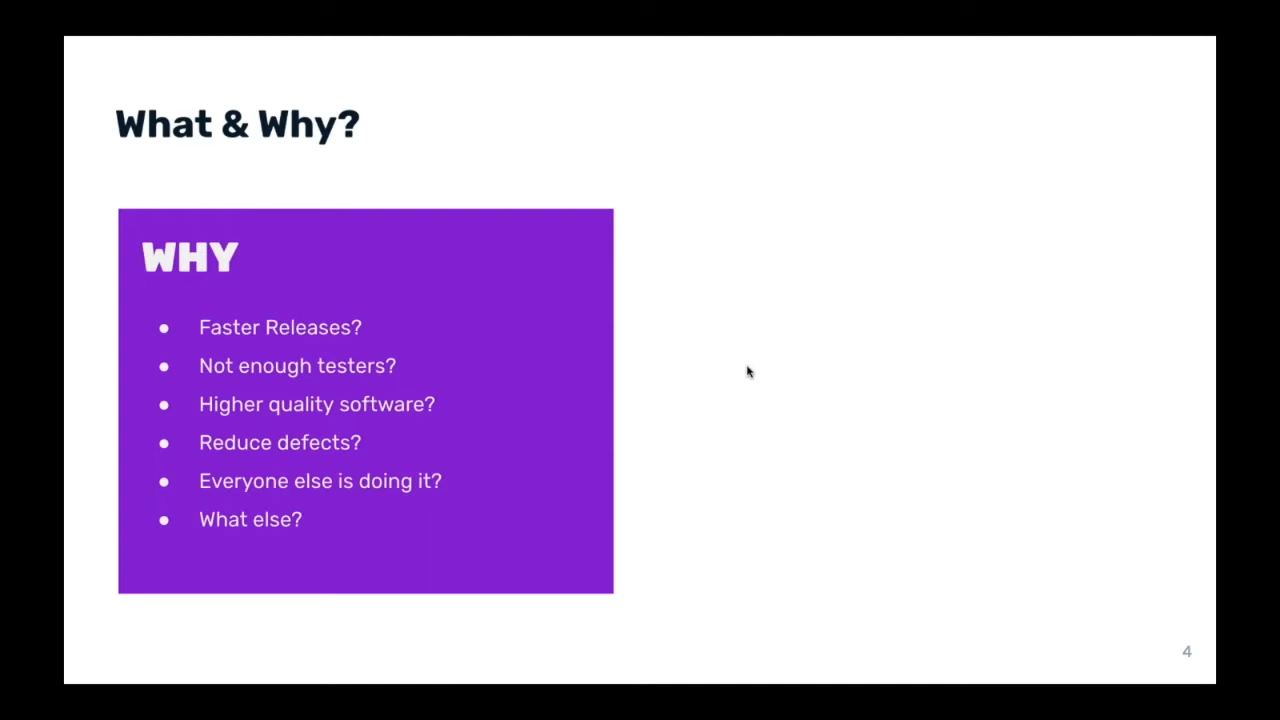 What & Why?
WHY
● Faster Releases?
● Not enough testers?
● Higher quality software?
● Reduce defects?
● Everyone else is doing it?
● What else?
4